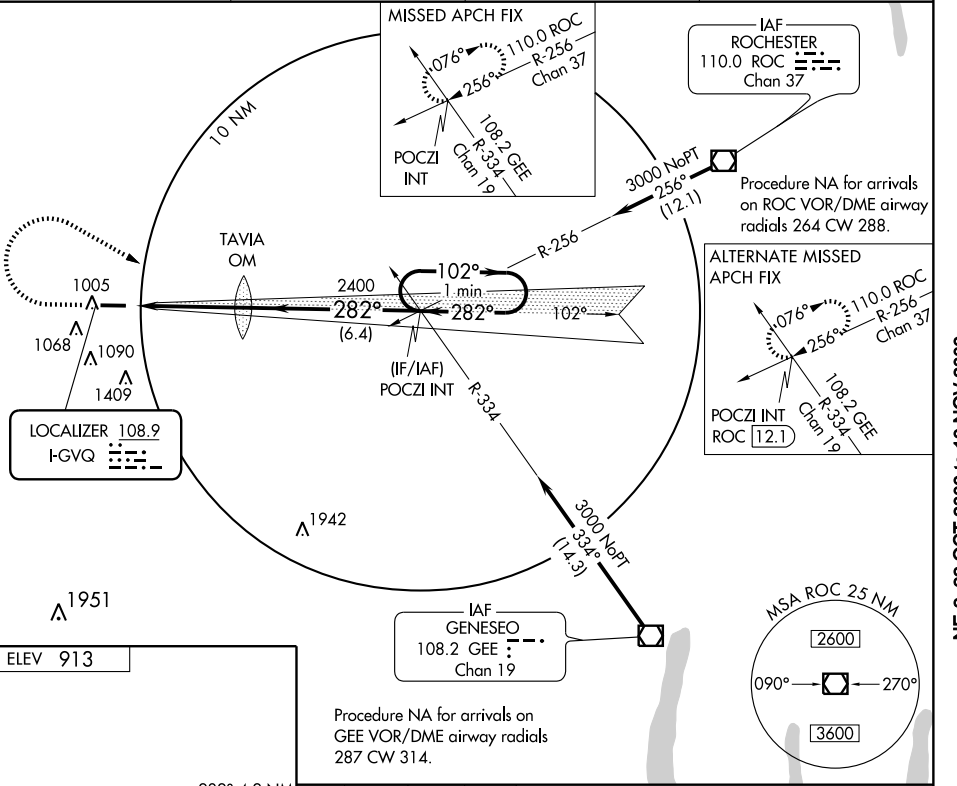 MISSED APCH FIX
076°
256°
110.0 ROC
R-256
Chan 37
108.2 GEE
R-334
Chan 19
POCZI
INT
IAF
ROCHESTER
110.0 ROC
Chan 37
10 NM
3000 NoPT
256°
(12.1)
R-256
Procedure NA for arrivals
on ROC VOR/DME airway
radials 264 CW 288.
TAVIA
OM
1005
1068
1090
1409
2400
282°
(6.4)
102°
1 min
282°
102°
(IF/IAF)
POCZI INT
R-334
ALTERNATE MISSED
APCH FIX
076°
256°
110.0 ROC
R-256
Chan 37
108.2 GEE
R-334
Chan 19
POCZI INT
ROC 12.1
LOCALIZER 108.9
I-GVQ
1942
1951
3000 NoPT
334°
(14.3)
IAF
GENESEO
108.2 GEE
Chan 19
MSA ROC 25 NM
2600
090°
270°
3600
ELEV 913
Procedure NA for arrivals on
GEE VOR/DME airway radials
287 CW 314.